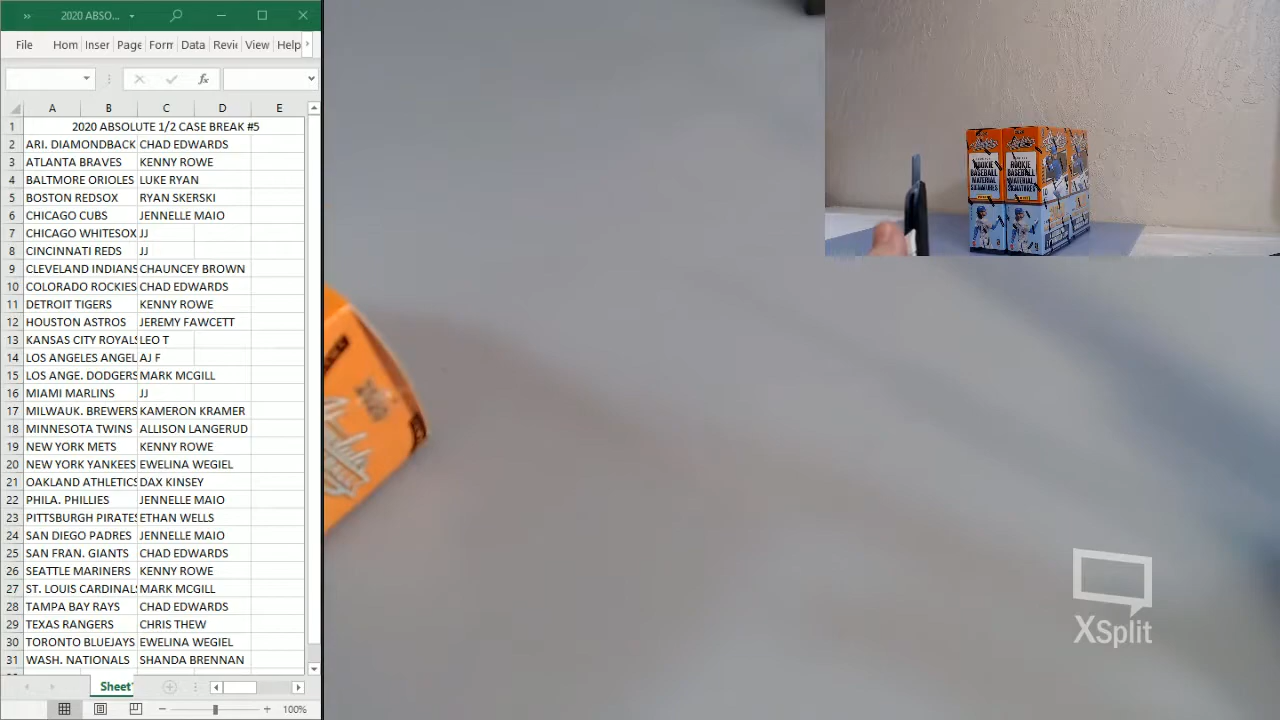 2020 ABSO...
File Hom Inser Page Forr Data Revi View Help
fx
A B C D E
1 2020 ABSOLUTE 1/2 CASE BREAK #5
2 ARI. DIAMONDBACK CHAD EDWARDS
3 ATLANTA BRAVES KENNY ROWE
4 BALTMORE ORIOLES LUKE RYAN
5 BOSTON REDSOX RYAN SKERSKI
6 CHICAGO CUBS JENNELLE MAIO
7 CHICAGO WHITESOX JJ
8 CINCINNATI REDS JJ
9 CLEVELAND INDIANS CHAUNCEY BROWN
10 COLORADO ROCKIES CHAD EDWARDS
11 DETROIT TIGERS KENNY ROWE
12 HOUSTON ASTROS JEREMY FAWCETT
13 KANSAS CITY ROYALS LEO T
14 LOS ANGELES ANGEL AJ F
15 LOS ANGE. DODGERS MARK MCGILL
16 MIAMI MARLINS JJ
17 MILWAUK. BREWERS KAMERON KRAMER
18 MINNESOTA TWINS ALLISON LANGERUD
19 NEW YORK METS KENNY ROWE
20 NEW YORK YANKEES EWELINA WEGIEL
21 OAKLAND ATHLETICS DAX KINSEY
22 PHILA. PHILLIES JENNELLE MAIO
23 PITTSBURGH PIRATES ETHAN WELLS
24 SAN DIEGO PADRES JENNELLE MAIO
25 SAN FRAN. GIANTS CHAD EDWARDS
26 SEATTLE MARINERS KENNY ROWE
27 ST. LOUIS CARDINAL MARK MCGILL
28 TAMPA BAY RAYS CHAD EDWARDS
29 TEXAS RANGERS CHRIS THEW
30 TORONTO BLUEJAYS EWELINA WEGIEL
31 WASH. NATIONALS SHANDA BRENNAN
Sheet
100%
ROOKIE
BASEBALL
MATERIAL
SIGNATURES
ROOKIE
BASEBALL
MATERIAL
SIGNATURES
2020
Absolute
XSplit